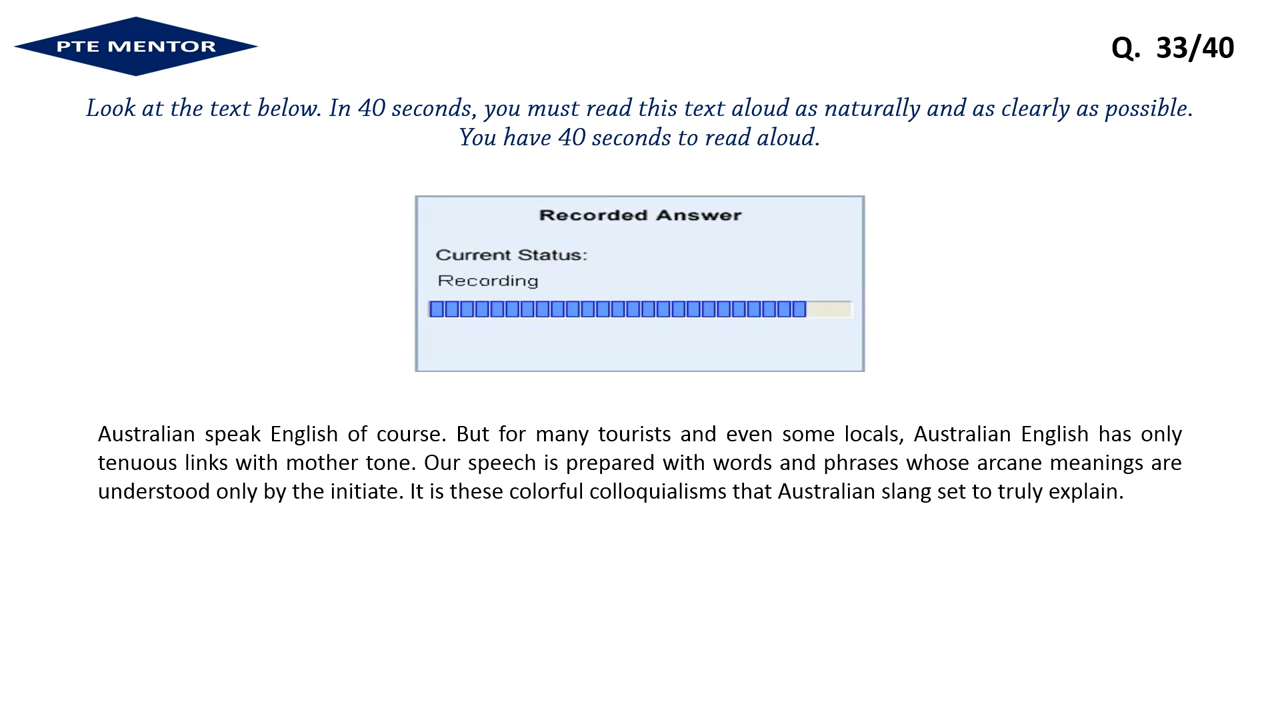 PTE MENTOR
Q. 33/40
Look at the text below. In 40 seconds, you must read this text aloud as naturally and as clearly as possible.
You have 40 seconds to read aloud.
Recorded Answer
Current Status:
Recording
Australian speak English of course. But for many tourists and even some locals, Australian English has only
tenuous links with mother tone. Our speech is prepared with words and phrases whose arcane meanings are
understood only by the initiate. It is these colorful colloquialisms that Australian slang set to truly explain.